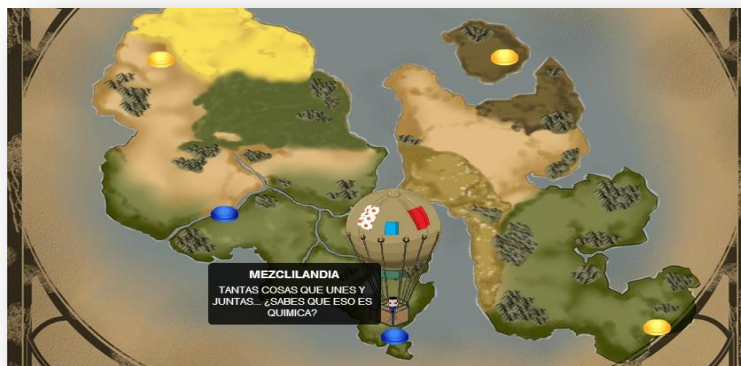 MEZCLILANDIA
TANTAS COSAS QUE UNES Y
JUNTAS... ¿SABES QUE ESO ES
QUIMICA?